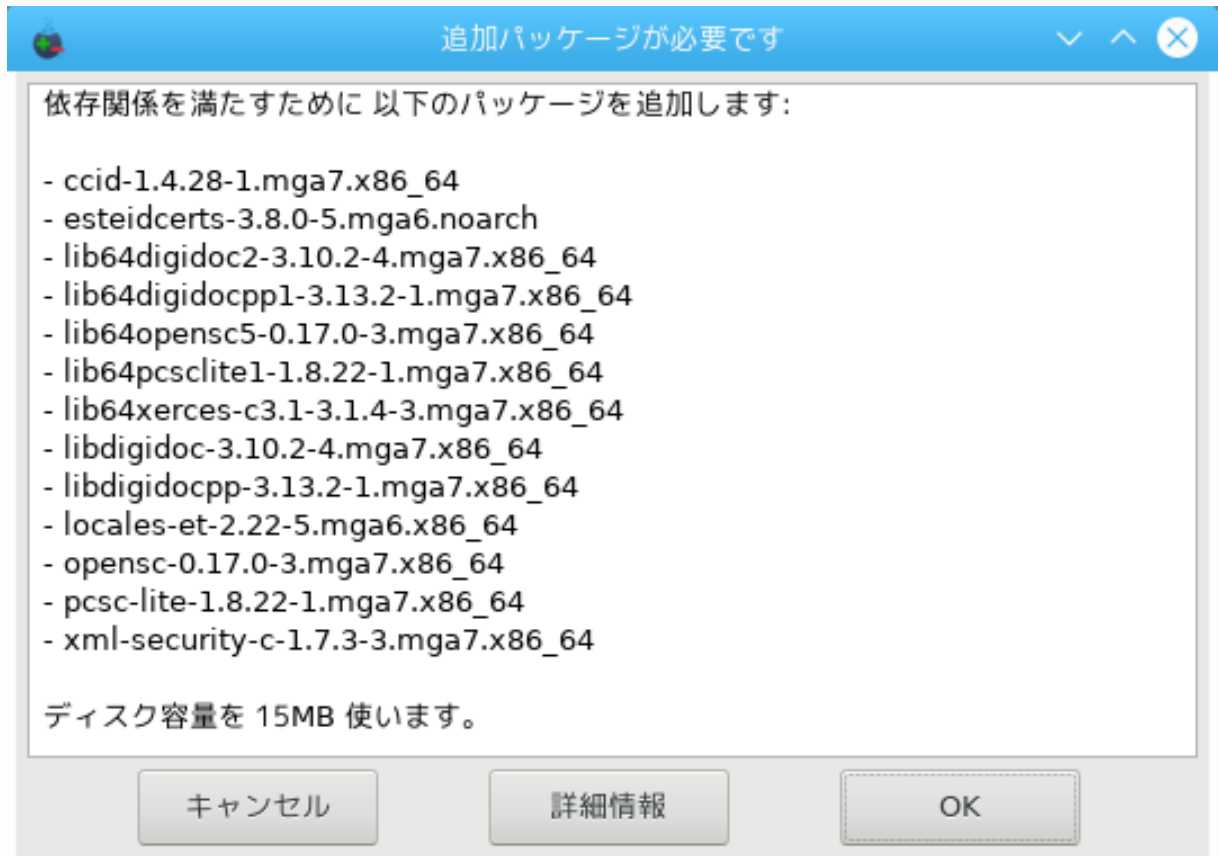 追加パッケージが必要です
依存関係を満たすために 以下のパッケージを追加します:
- ccid-1.4.28-1.mga7.x86_64
- esteidcerts-3.8.0-5.mga6.noarch
- lib64digidoc2-3.10.2-4.mga7.x86_64
- lib64digidocpp1-3.13.2-1.mga7.x86_64
- lib64opensc5-0.17.0-3.mga7.x86_64
- lib64pcsclite1-1.8.22-1.mga7.x86_64
- lib64xerces-c3.1-3.1.4-3.mga7.x86_64
- libdigidoc-3.10.2-4.mga7.x86_64
- libdigidocpp-3.13.2-1.mga7.x86_64
- locales-et-2.22-5.mga6.x86_64
- opensc-0.17.0-3.mga7.x86_64
- pcsc-lite-1.8.22-1.mga7.x86_64
- xml-security-c-1.7.3-3.mga7.x86_64
ディスク容量を 15MB 使います。
キャンセル 詳細情報 OK